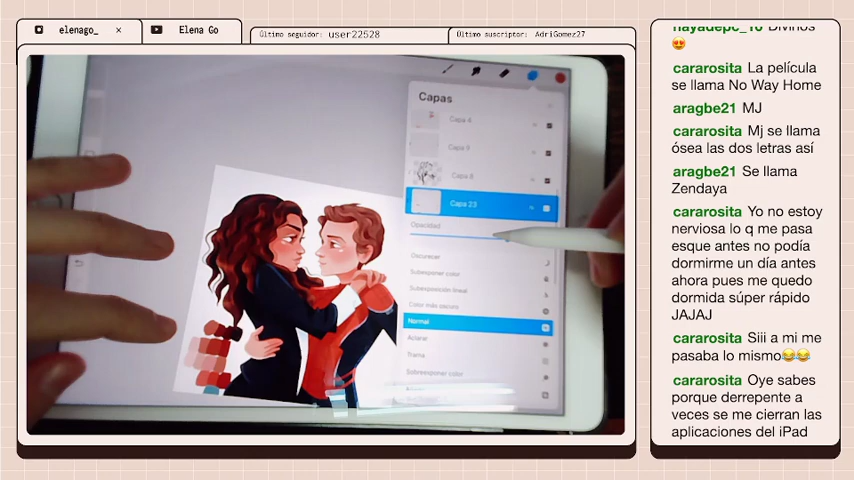 elenago_
×
Elena Go
Último seguidor: user22528
Último suscriptor: AdriGomez27
Capas
Capa 4
Capa 9
Capa 8
Capa 23
Opacidad
Oscurecer
Subexponer color
Subexposición lineal
Color más oscuro
Normal
Aclarar
Trama
Sobreexponer color
nayadepc_10 Divinos
😍
cararosita La película
se llama No Way Home
aragbe21 MJ
cararosita Mj se llama
ósea las dos letras así
aragbe21 Se llama
Zendaya
cararosita Yo no estoy
nerviosa lo q me pasa
esque antes no podía
dormirme un día antes
ahora pues me quedo
dormida súper rápido
JAJAJ
cararosita Siii a mi me
pasaba lo mismo😂😂
cararosita Oye sabes
porque derrepente a
veces se me cierran las
aplicaciones del iPad